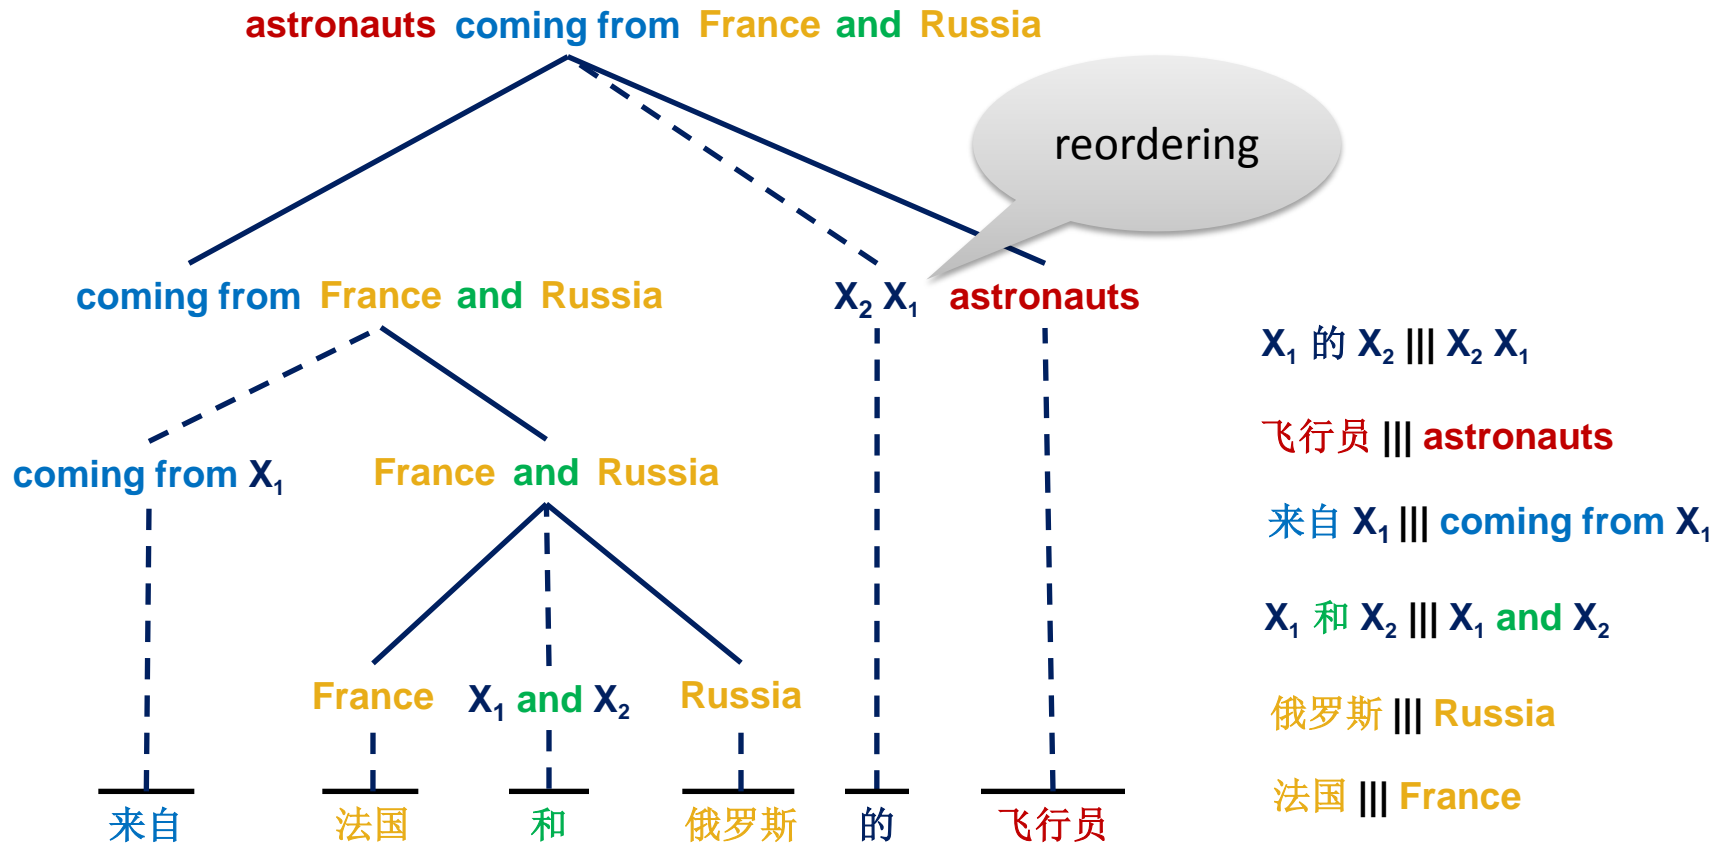 astronauts coming from France and Russia
reordering
coming from France and Russia
X₂ X₁
astronauts
coming from X₁
France and Russia
France
X₁ and X₂
Russia
来自
法国
和
俄罗斯
的
飞行员
X₁ 的 X₂ ||| X₂ X₁
飞行员 ||| astronauts
来自 X₁ ||| coming from X₁
X₁ 和 X₂ ||| X₁ and X₂
俄罗斯 ||| Russia
法国 ||| France